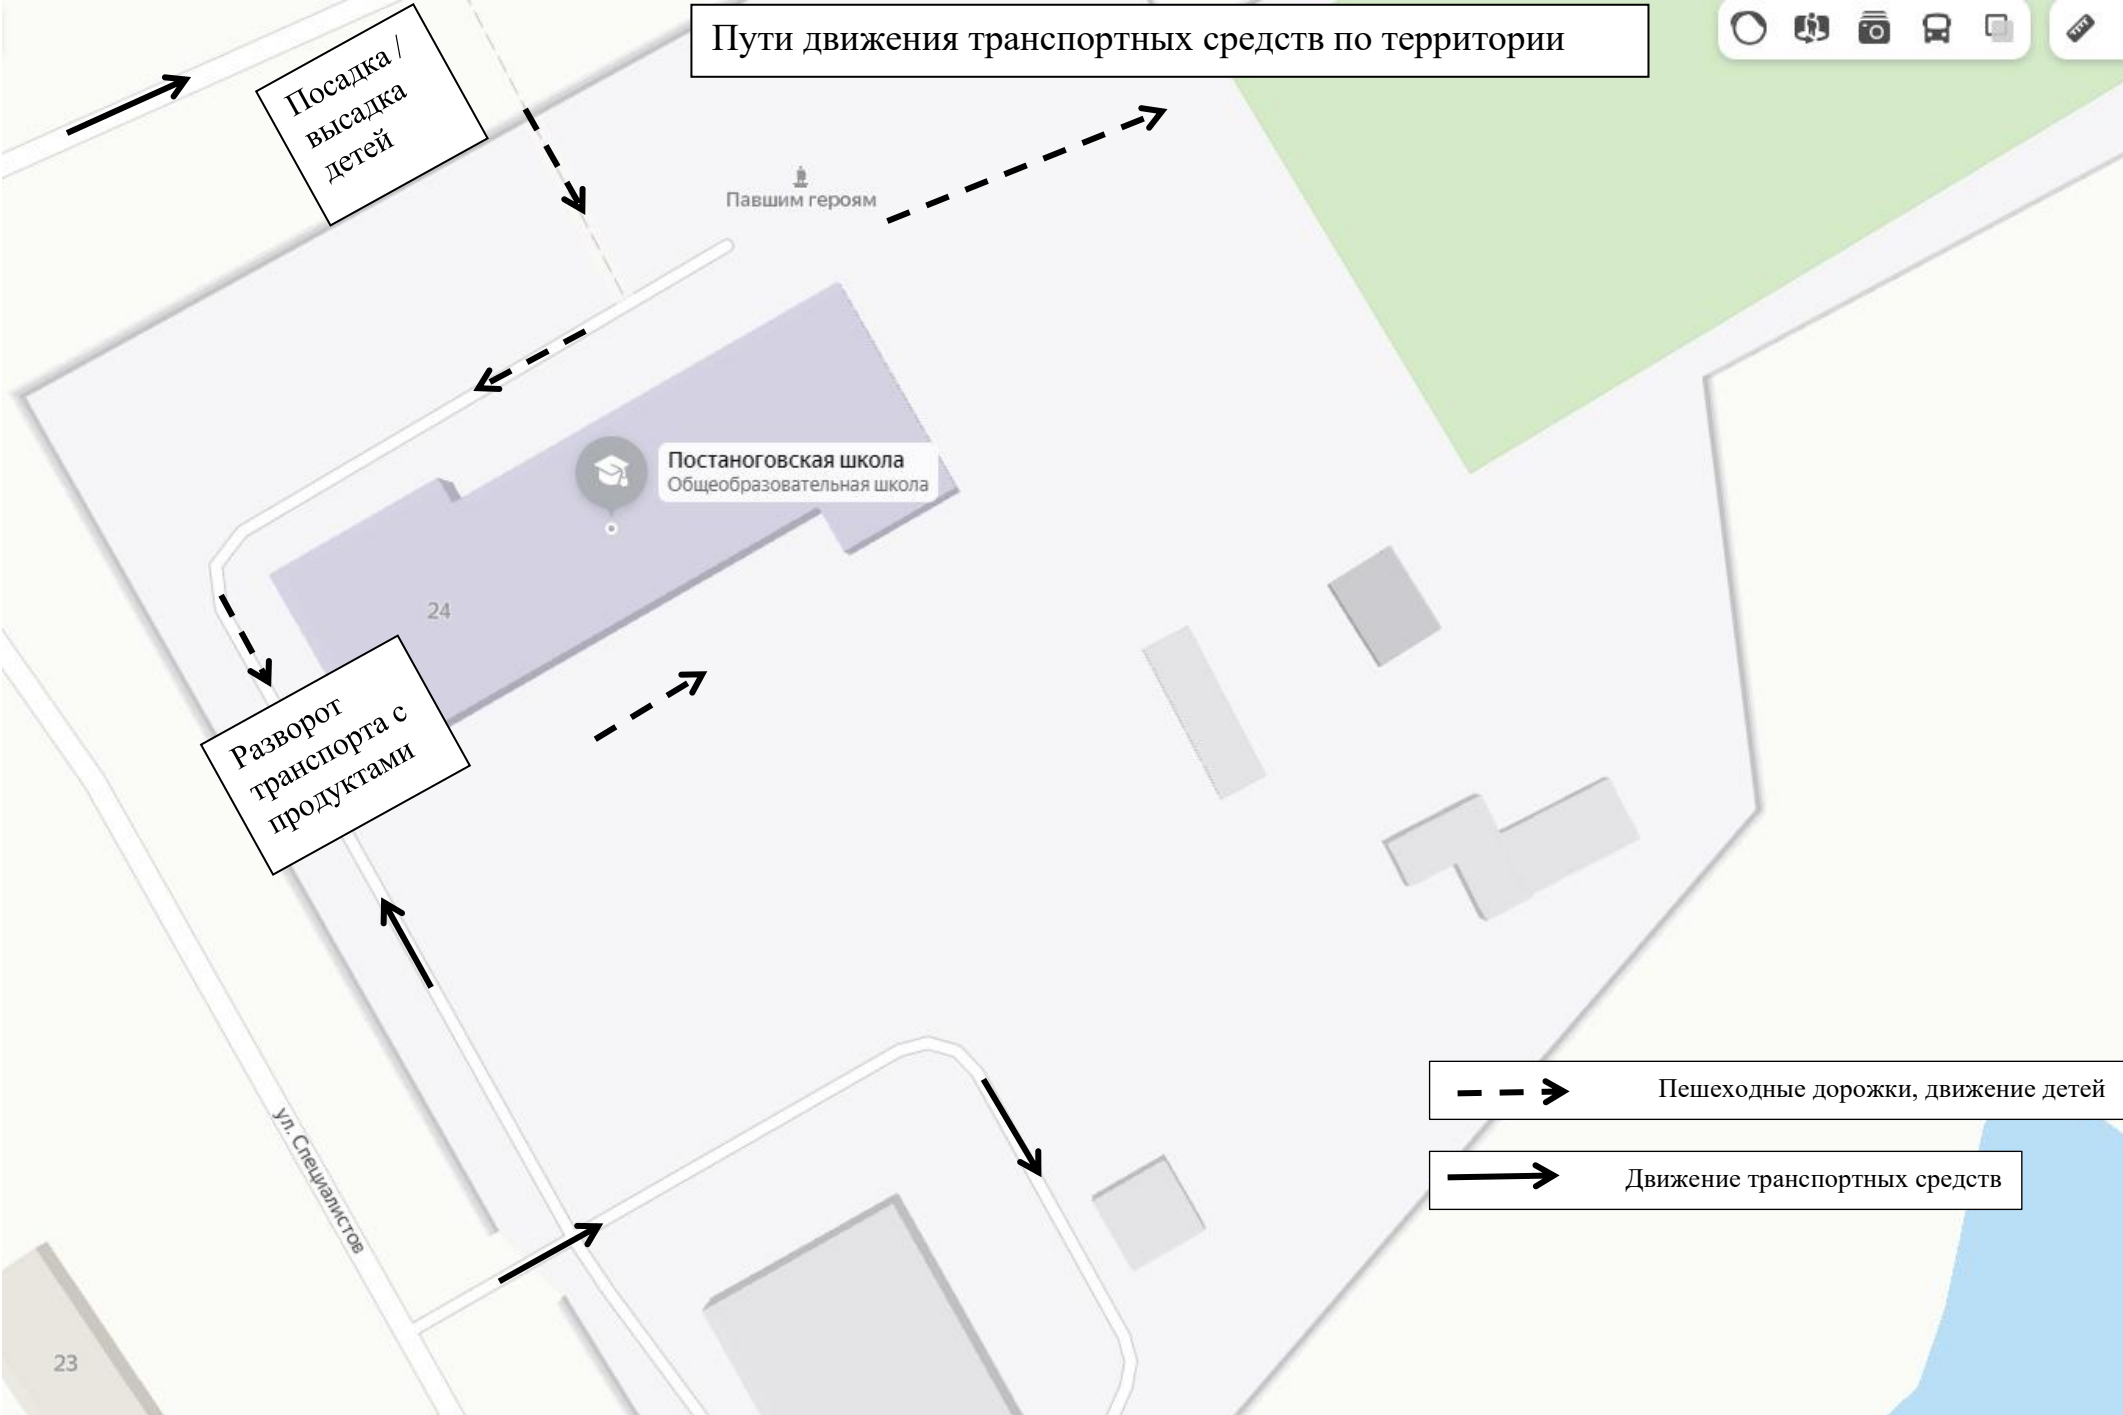 Пути движения транспортных средств по территории
Посадка /
высадка
детей
Павшим героям
Постаноговская школа
Общеобразовательная школа
24
Разворот
транспорта с
продуктами
Пешеходные дорожки, движение детей
Движение транспортных средств
ул. Специалистов
23